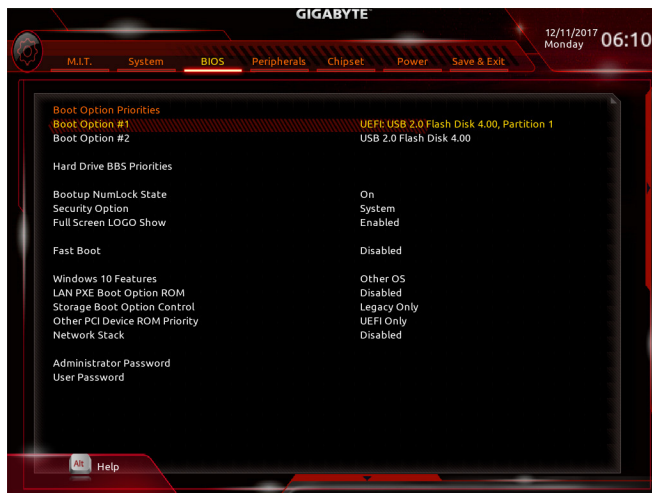 GIGABYTE™
12/11/2017 06:10
Monday
M.I.T. System BIOS Peripherals Chipset Power Save & Exit
Boot Option Priorities
Boot Option #1 UEFI: USB 2.0 Flash Disk 4.00, Partition 1
Boot Option #2 USB 2.0 Flash Disk 4.00
Hard Drive BBS Priorities
Bootup NumLock State On
Security Option System
Full Screen LOGO Show Enabled
Fast Boot Disabled
Windows 10 Features Other OS
LAN PXE Boot Option ROM Disabled
Storage Boot Option Control Legacy Only
Other PCI Device ROM Priority UEFI Only
Network Stack Disabled
Administrator Password
User Password
Alt Help